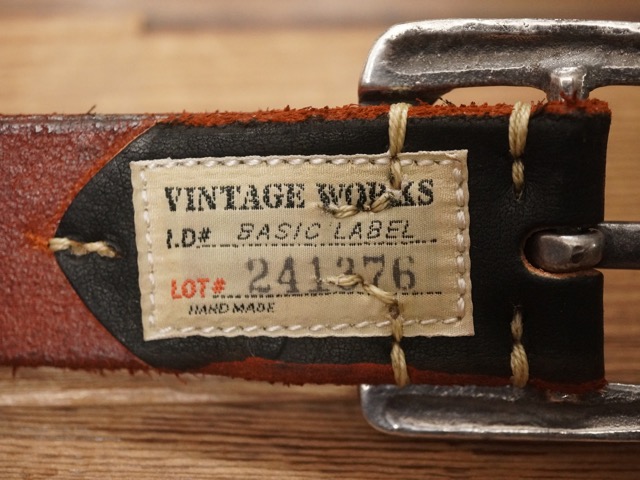 VINTAGE WORKS
I.D# BASIC LABEL
LOT# 241376
HAND MADE